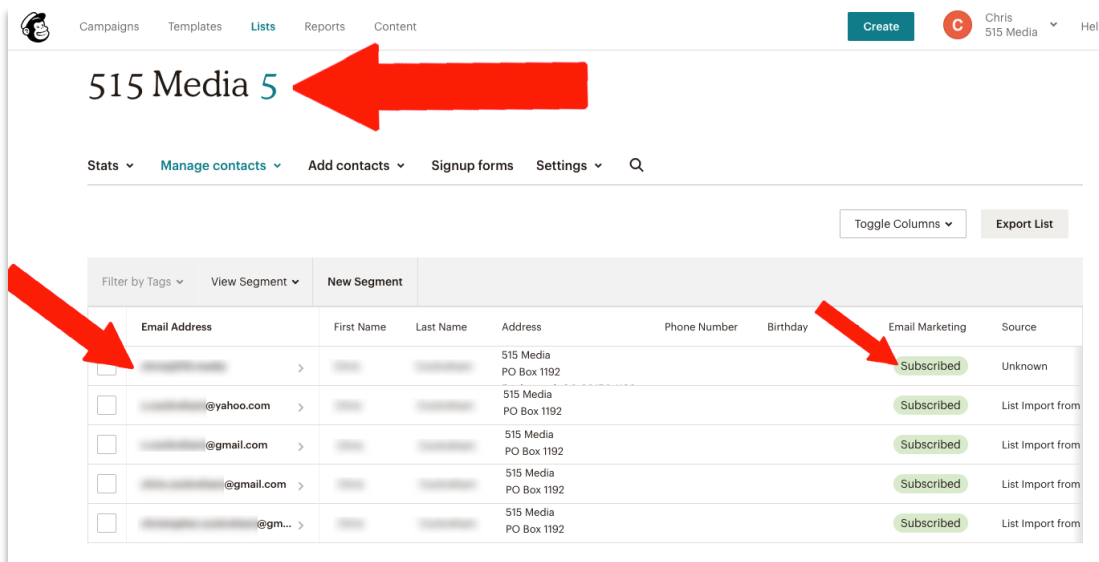 Campaigns Templates Lists Reports Content Create C Chris
515 Media
515 Media 5
Stats Manage contacts Add contacts Signup forms Settings
Toggle Columns Export List
Filter by Tags View Segment New Segment
Email Address First Name Last Name Address Phone Number Birthday Email Marketing Source
515 Media
PO Box 1192
Subscribed Unknown
515 Media
@yahoo.com PO Box 1192 Subscribed List Import from
515 Media
@gmail.com PO Box 1192 Subscribed List Import from
515 Media
@gmail.com PO Box 1192 Subscribed List Import from
515 Media
@gm... PO Box 1192 Subscribed List Import from